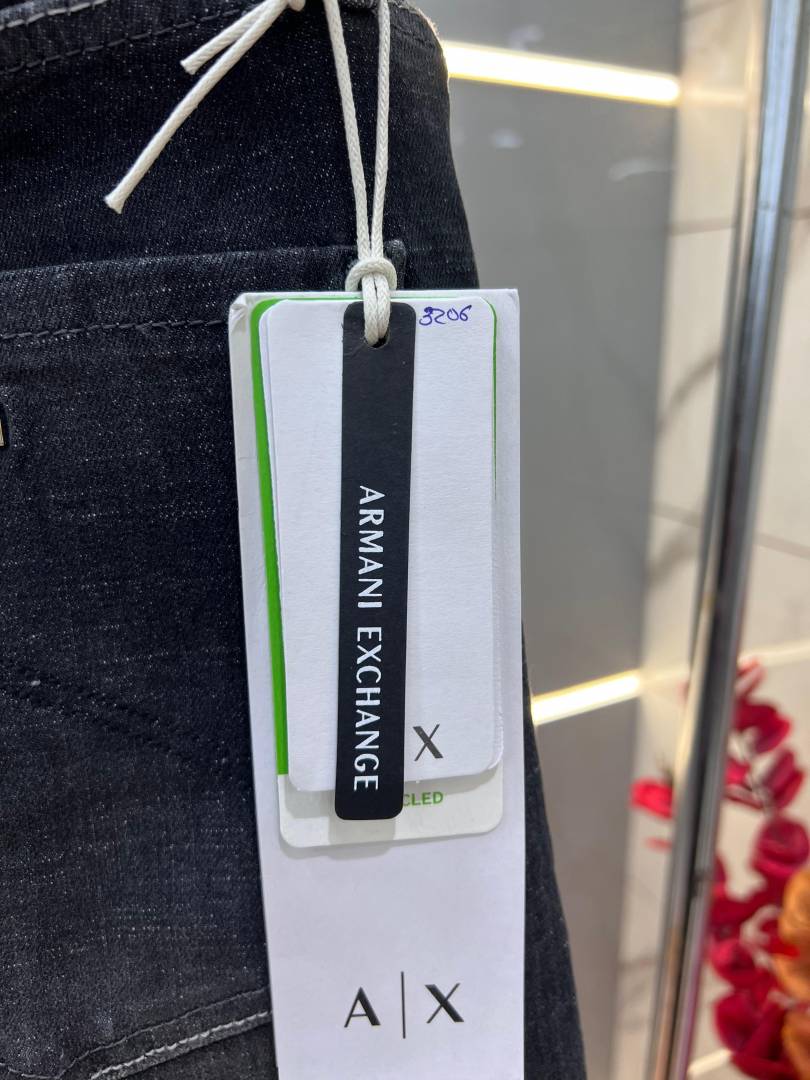 3206
ARMANI EXCHANGE
X
CLED
A|X